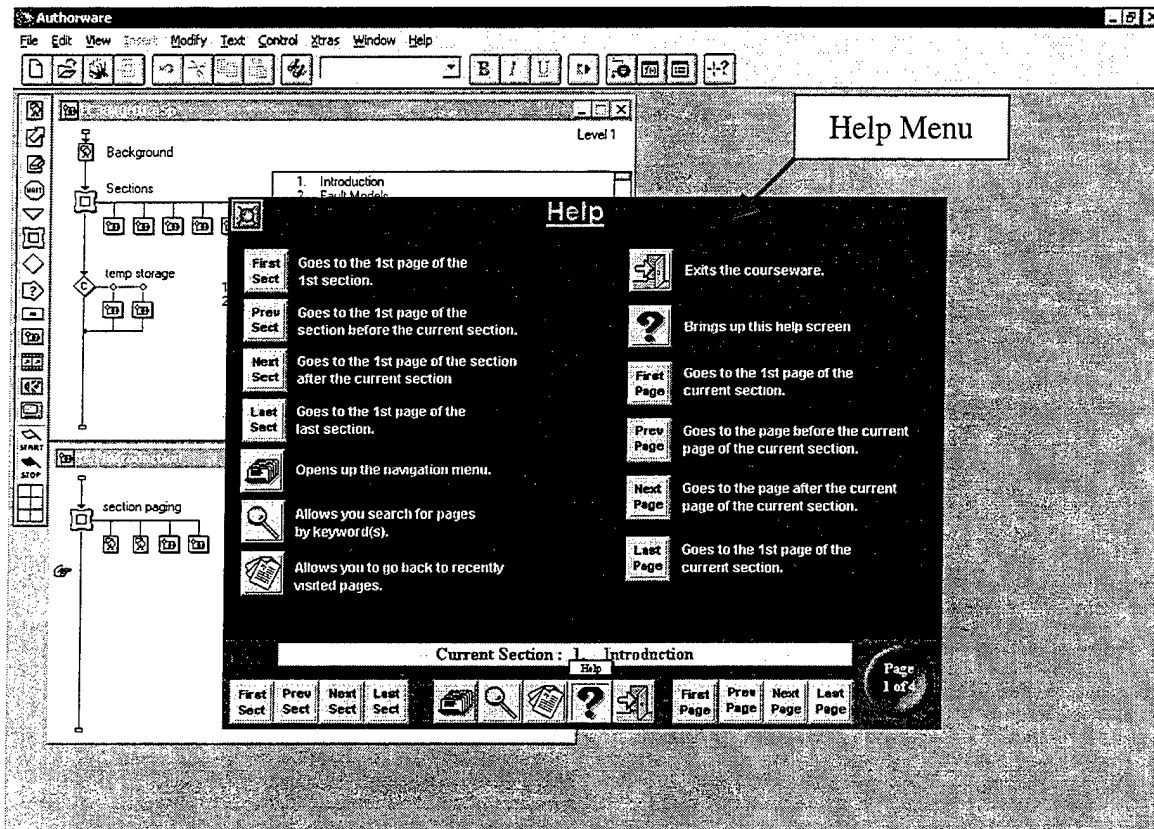 Authorware
File Edit View Insert Modify Text Control Xtras Window Help
B I U
Help Menu
Level 1
Background
Sections
1. Introduction
2. Fault Models
temp storage
C
WAIT
START
STOP
section paging
Help
First Sect
Goes to the 1st page of the
1st section.
Prev Sect
Goes to the 1st page of the
section before the current section.
Next Sect
Goes to the 1st page of the section
after the current section
Last Sect
Goes to the 1st page of the
last section.
Opens up the navigation menu.
Allows you search for pages
by keyword(s).
Allows you to go back to recently
visited pages.
Exits the courseware.
Brings up this help screen
First Page
Goes to the 1st page of the
current section.
Prev Page
Goes to the page before the current
page of the current section.
Next Page
Goes to the page after the current
page of the current section.
Last Page
Goes to the 1st page of the
current section.
Current Section : 1. Introduction
Help
Page
1 of 4
First Prev Next Last
Sect Sect Sect Sect
First Prev Next Last
Page Page Page Page